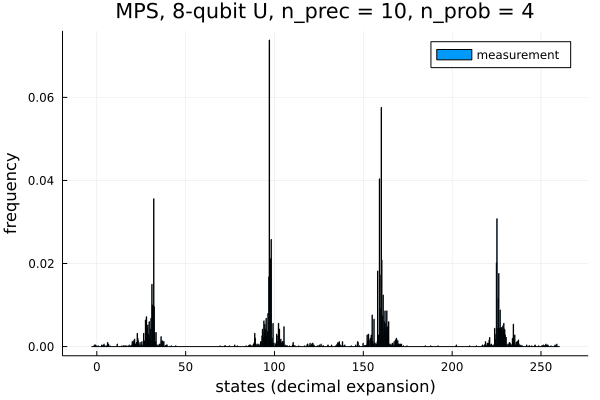 MPS, 8-qubit U, n_prec = 10, n_prob = 4
measurement
0.06
0.04
0.02
0.00
frequency
0
50
100
150
200
250
states (decimal expansion)